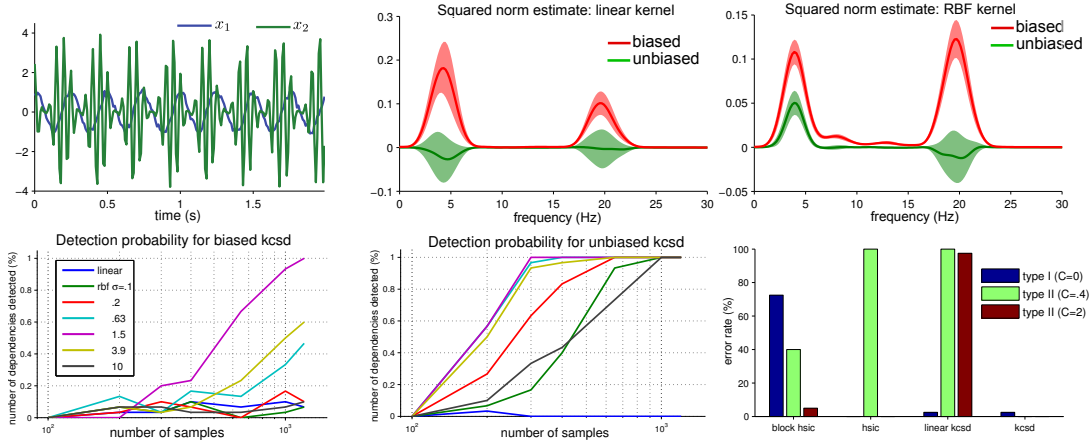 x₁ x₂
4
2
0
−2
−4
0 0.5 1 1.5
time (s)
Squared norm estimate: linear kernel
biased
unbiased
0.3
0.2
0.1
0
−0.1
0 5 10 15 20 25 30
frequency (Hz)
Squared norm estimate: RBF kernel
biased
unbiased
0.15
0.1
0.05
0
−0.05
0 5 10 15 20 25 30
frequency (Hz)
Detection probability for biased kcsd
number of dependencies detected (%)
1
0.8
0.6
0.4
0.2
0
linear
rbf σ=.1
.2
.63
1.5
3.9
10
10² 10³
number of samples
Detection probability for unbiased kcsd
number of dependencies detected (%)
1
0.8
0.6
0.4
0.2
0
10² 10³
number of samples
error rate (%)
100
80
60
40
20
0
type I (C=0)
type II (C=.4)
type II (C=2)
block hsic hsic linear kcsd kcsd